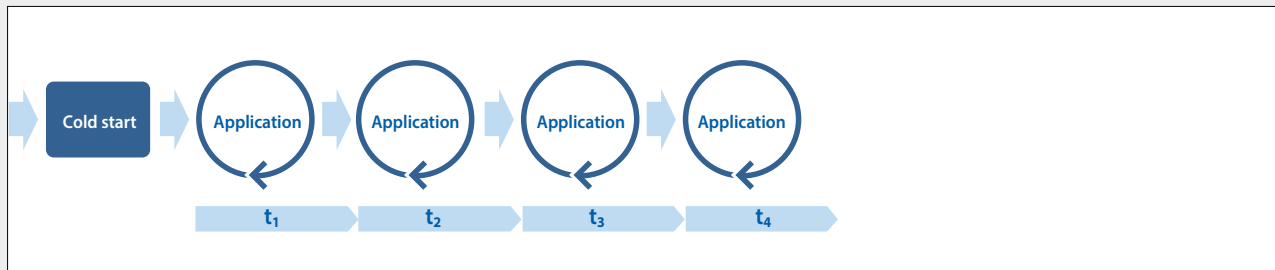 Cold start
Application
Application
Application
Application
t₁
t₂
t₃
t₄